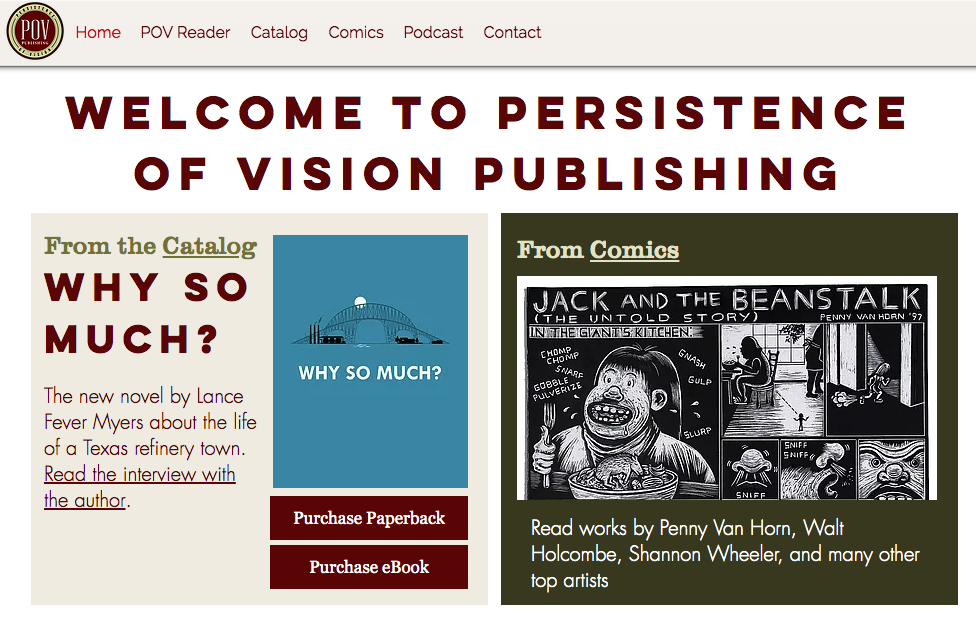 PERSISTENCE
POV
PUBLISHING
OF VISION
Home POV Reader Catalog Comics Podcast Contact
WELCOME TO PERSISTENCE
OF VISION PUBLISHING
From the Catalog
WHY SO
MUCH?
The new novel by Lance
Fever Myers about the life
of a Texas refinery town.
Read the interview with
the author.
WHY SO MUCH?
Purchase Paperback
Purchase eBook
From Comics
JACK AND THE BEANSTALK
(THE UNTOLD STORY) PENNY VAN HORN '97
IN THE GIANT'S KITCHEN...
CHOMP
CHOMP
SNARF
GOBBLE
PULVERIZE
GNASH
GULP
SLURP
SNIFF
SNIFF
SNIFF
Read works by Penny Van Horn, Walt
Holcombe, Shannon Wheeler, and many other
top artists